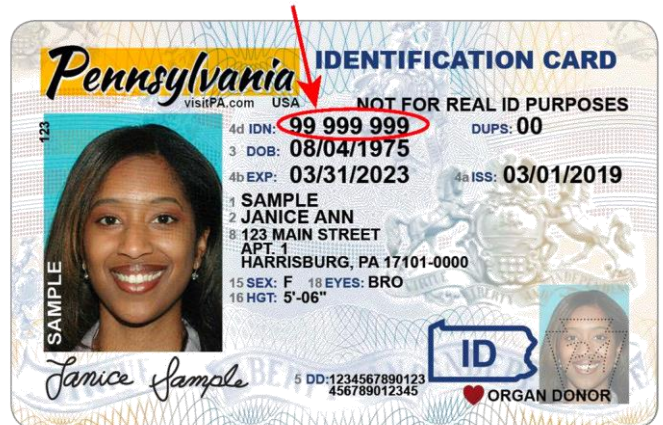 Pennsylvania
visitPA.com USA
IDENTIFICATION CARD
NOT FOR REAL ID PURPOSES
123
4d IDN: 99 999 999 DUPS: 00
3 DOB: 08/04/1975
4b EXP: 03/31/2023 4a ISS: 03/01/2019
1 SAMPLE
2 JANICE ANN
8 123 MAIN STREET
APT. 1
HARRISBURG, PA 17101-0000
15 SEX: F 18 EYES: BRO
16 HGT: 5'-06"
SAMPLE
Janice Sample
5 DD:1234567890123
456789012345
ID
ORGAN DONOR